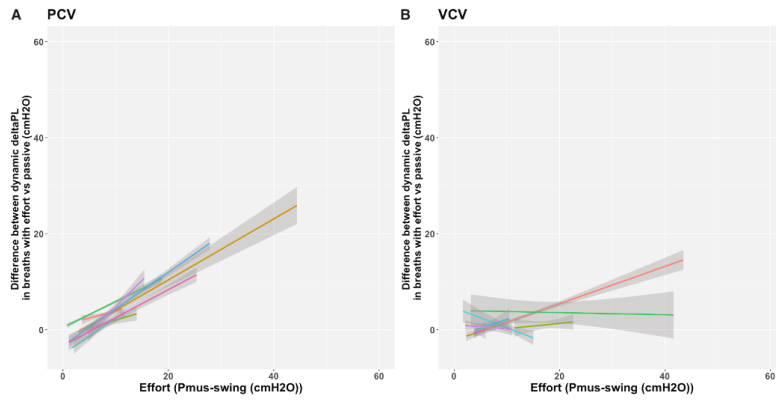 A PCV
60
40
20
0
Difference between dynamic deltaPL
in breaths with effort vs passive (cmH2O)
0 20 40 60
Effort (Pmus-swing (cmH2O))
B VCV
60
40
20
0
Difference between dynamic deltaPL
in breaths with effort vs passive (cmH2O)
0 20 40 60
Effort (Pmus-swing (cmH2O))